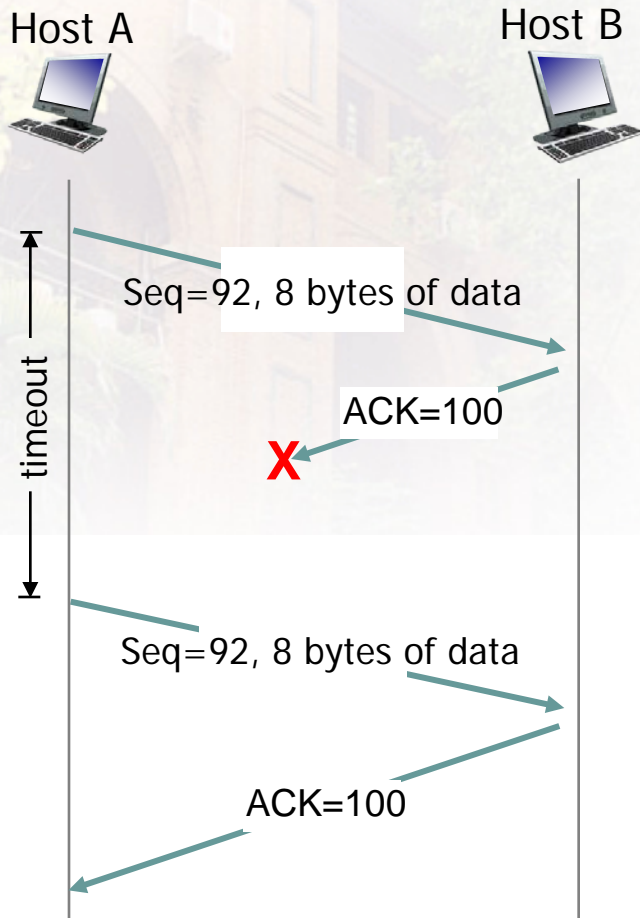 Host A
Host B
Seq=92, 8 bytes of data
ACK=100
X
timeout
Seq=92, 8 bytes of data
ACK=100